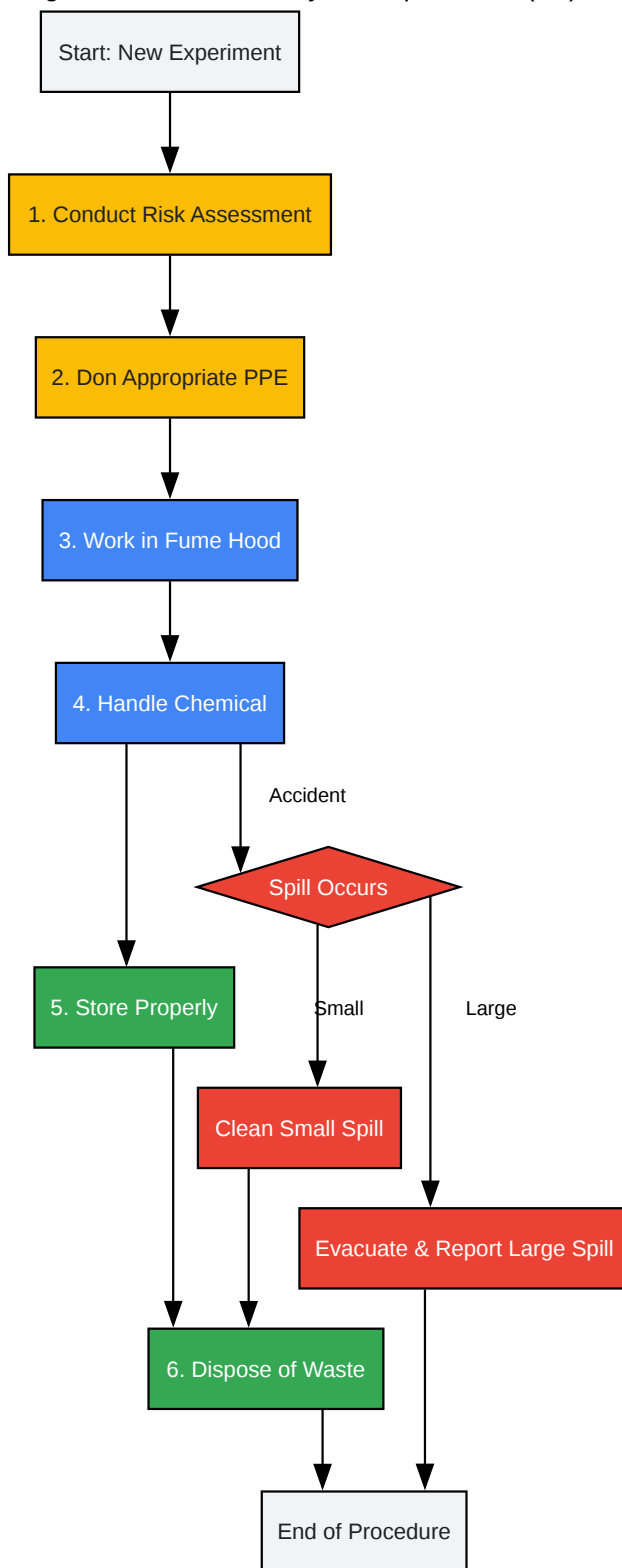 Start: New Experiment
1. Conduct Risk Assessment
2. Don Appropriate PPE
3. Work in Fume Hood
4. Handle Chemical
Accident
Spill Occurs
5. Store Properly
Small
Large
Clean Small Spill
Evacuate & Report Large Spill
6. Dispose of Waste
End of Procedure